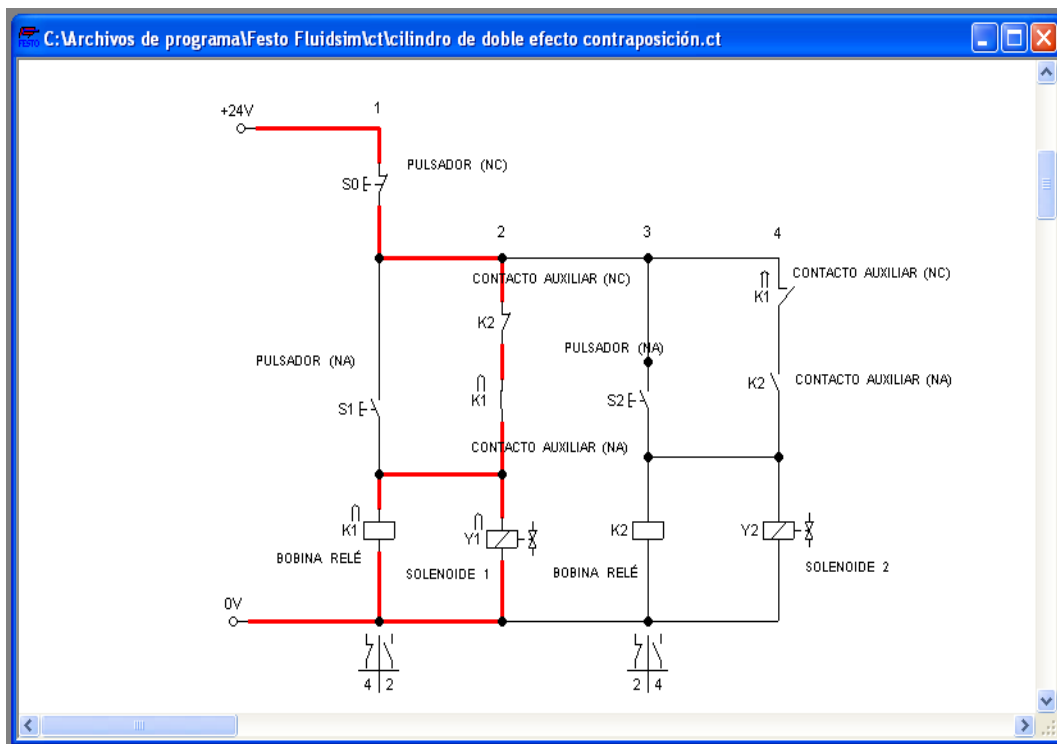 FESTO C:\Archivos de programa\Festo Fluidsim\ct\cilindro de doble efecto contraposición.ct
+24V
1
PULSADOR (NC)
S0
2
3
4
CONTACTO AUXILIAR (NC)
CONTACTO AUXILIAR (NC)
K1
K2
PULSADOR (NA)
PULSADOR (NA)
K2
CONTACTO AUXILIAR (NA)
K1
S1
S2
CONTACTO AUXILIAR (NA)
K1
Y1
K2
Y2
BOBINA RELÉ
SOLENOIDE 1
BOBINA RELÉ
SOLENOIDE 2
0V
4 2
2 4